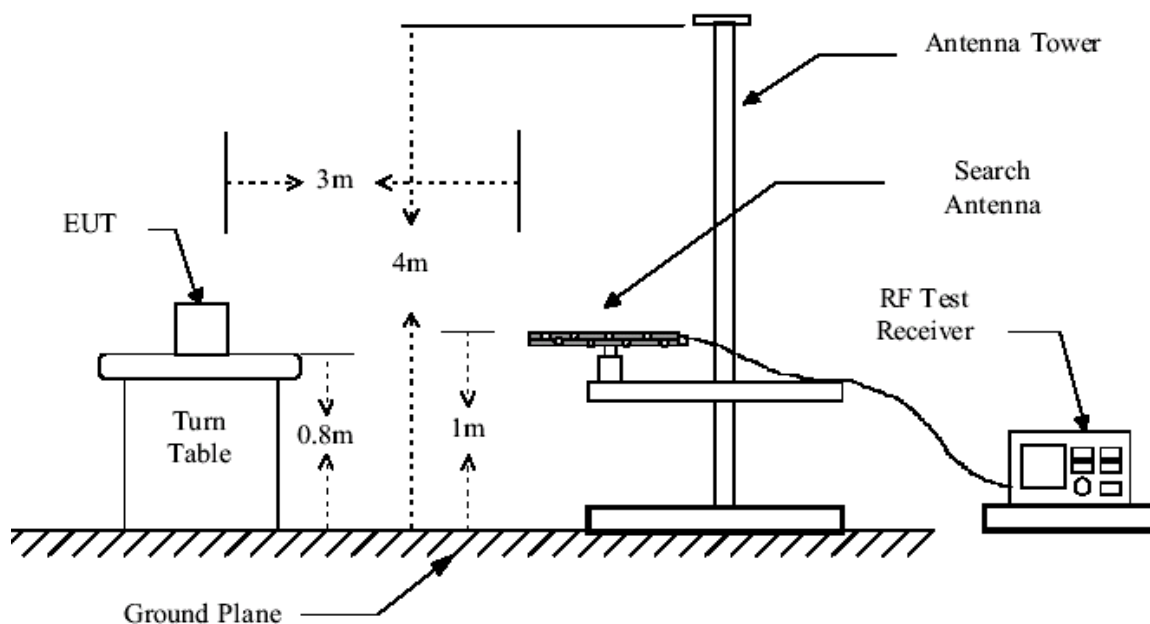 Antenna Tower
3m
Search
Antenna
EUT
4m
RF Test
Receiver
Turn
Table
0.8m
1m
Ground Plane